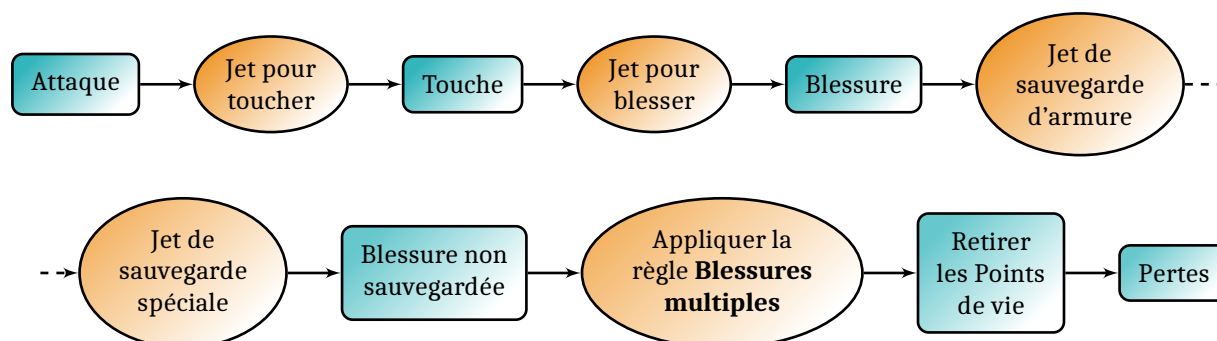 Attaque
Jet pour
toucher
Touche
Jet pour
blesser
Blessure
Jet de
sauvegarde
d'armure
Jet de
sauvegarde
spéciale
Blessure non
sauvegardée
Appliquer la
règle Blessures
multiples
Retirer
les Points
de vie
Pertes